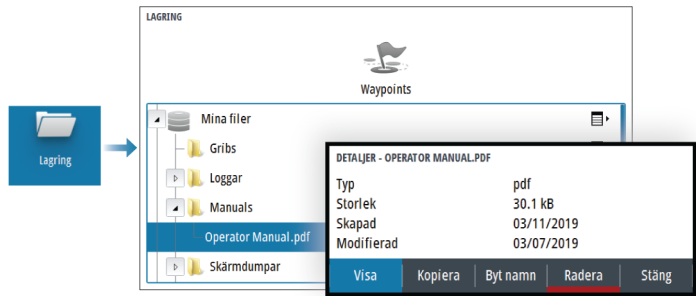 LAGRING
Waypoints
Lagring
Mina filer
Gribs
Loggar
Manuals
Operator Manual.pdf
Skärmdumpar
DETALJER - OPERATOR MANUAL.PDF
Typ pdf
Storlek 30.1 kB
Skapad 03/11/2019
Modifierad 03/07/2019
Visa Kopiera Byt namn Radera Stäng